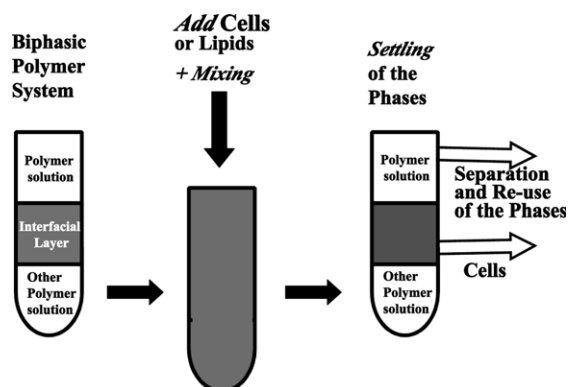 Biphasic
Polymer
System
Add Cells
or Lipids
+ Mixing
Settling
of the
Phases
Polymer
solution
Interfacial
Layer
Other
Polymer
solution
Polymer
solution
Other
Polymer
solution
Separation
and Re-use
of the Phases
Cells